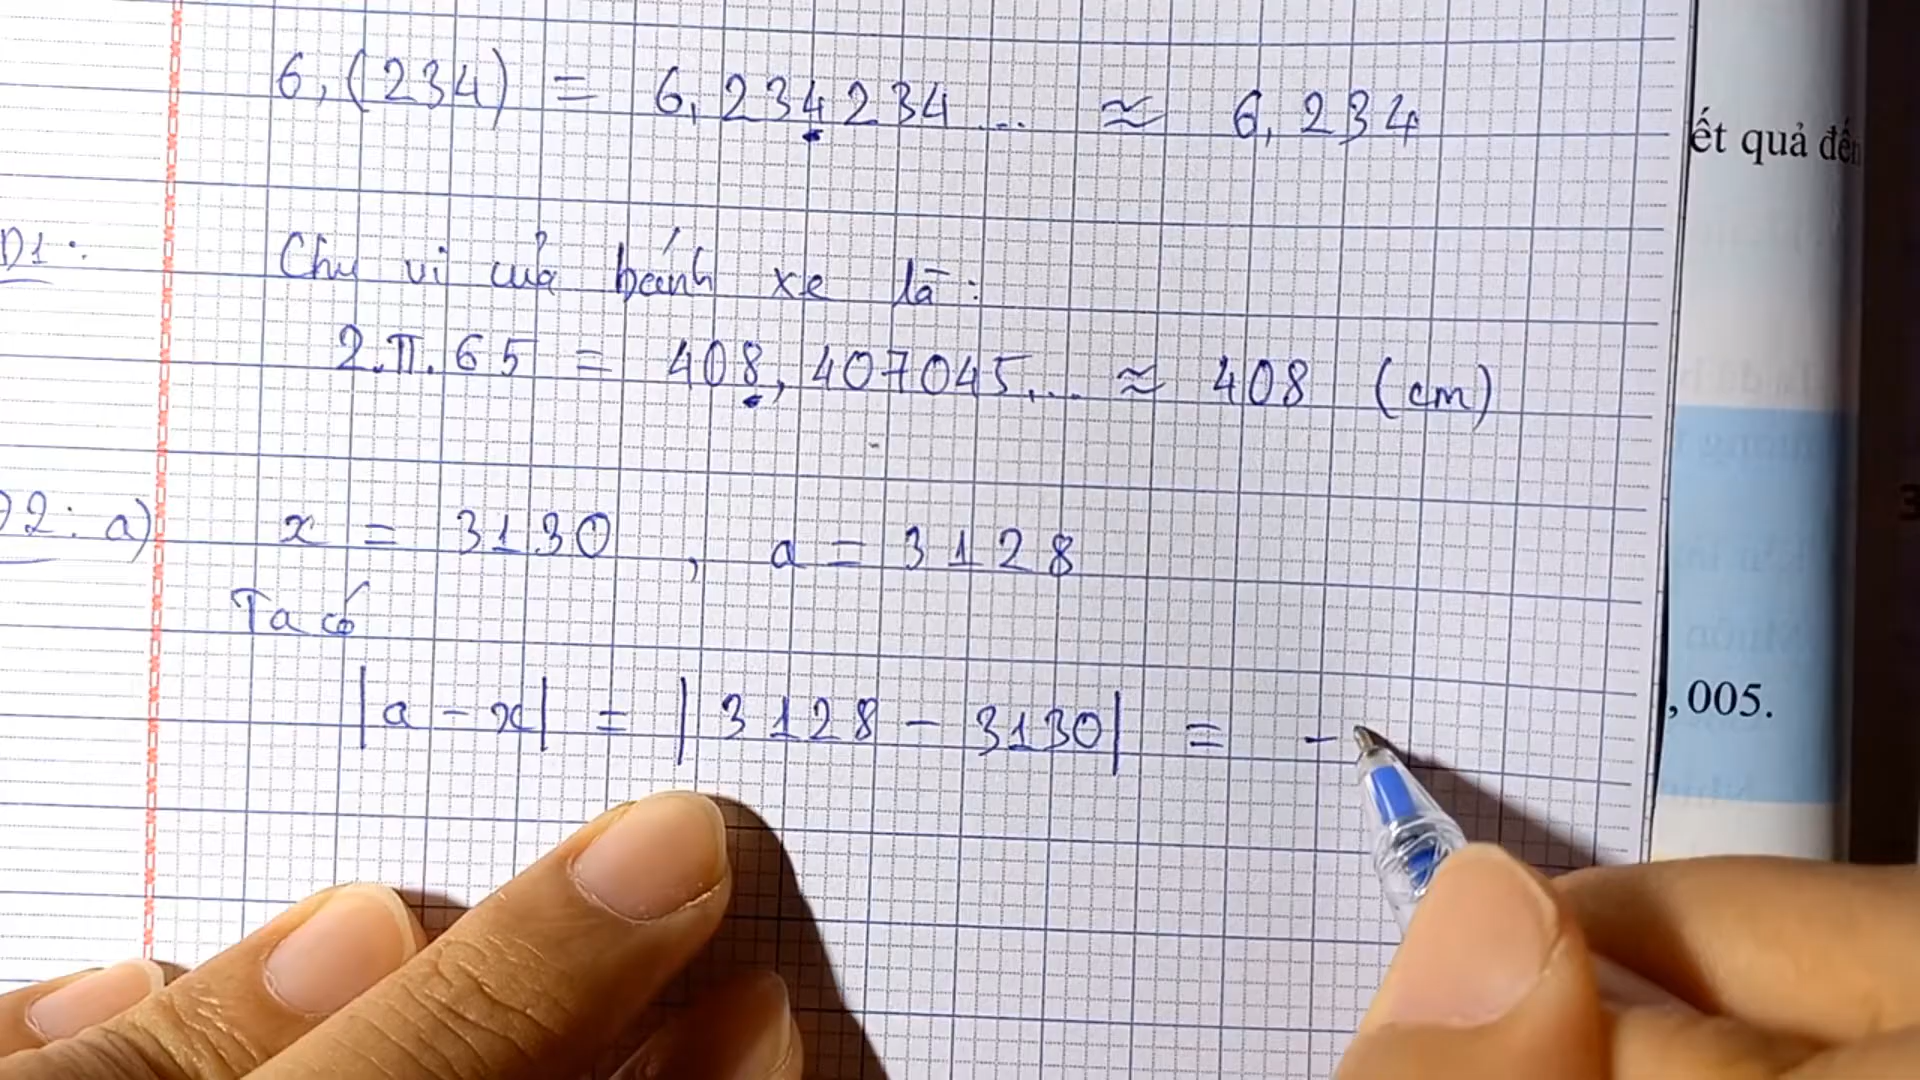 6,(234) = 6,234234... ≈ 6,234
ết quả đến
D1:
Chu vi của bánh xe là:
2.π.65 = 408,407045... ≈ 408 (cm)
2: a) x = 3130 , a = 3128
Ta có
|a - x| = |3128 - 3130| = -
,005.